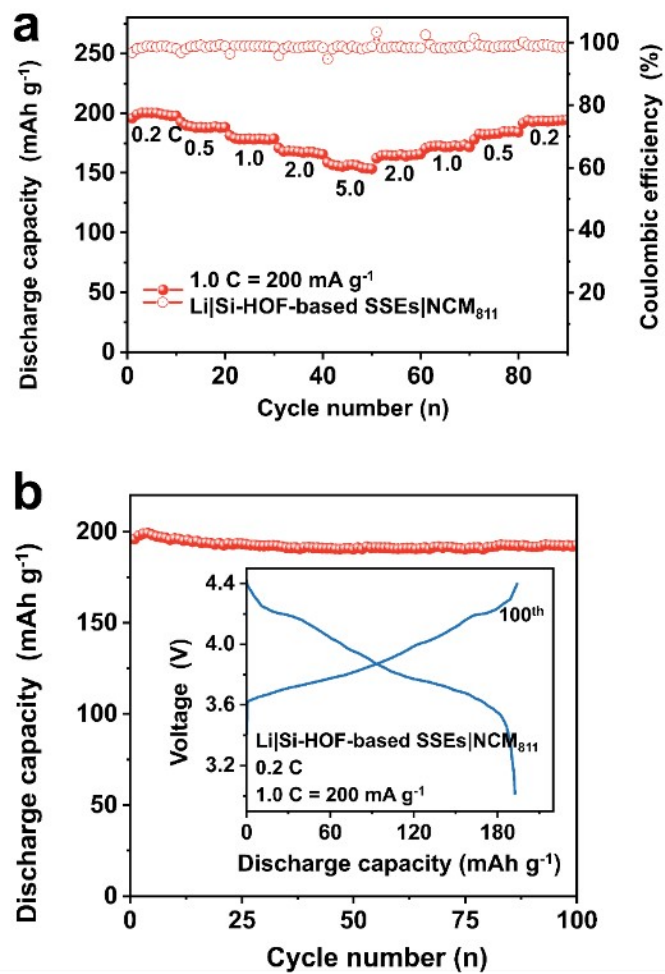 a
Discharge capacity (mAh g⁻¹)
250
200
150
100
50
0
0.2 C
0.5
1.0
2.0
5.0
2.0
1.0
0.5
0.2
1.0 C = 200 mA g⁻¹
Li|Si-HOF-based SSEs|NCM₈₁₁
100
80
60
40
20
Coulombic efficiency (%)
0
20
40
60
80
Cycle number (n)
b
Discharge capacity (mAh g⁻¹)
200
150
100
50
0
Voltage (V)
4.4
4.0
3.6
3.2
100ᵗʰ
Li|Si-HOF-based SSEs|NCM₈₁₁
0.2 C
1.0 C = 200 mA g⁻¹
0
60
120
180
Discharge capacity (mAh g⁻¹)
0
25
50
75
100
Cycle number (n)